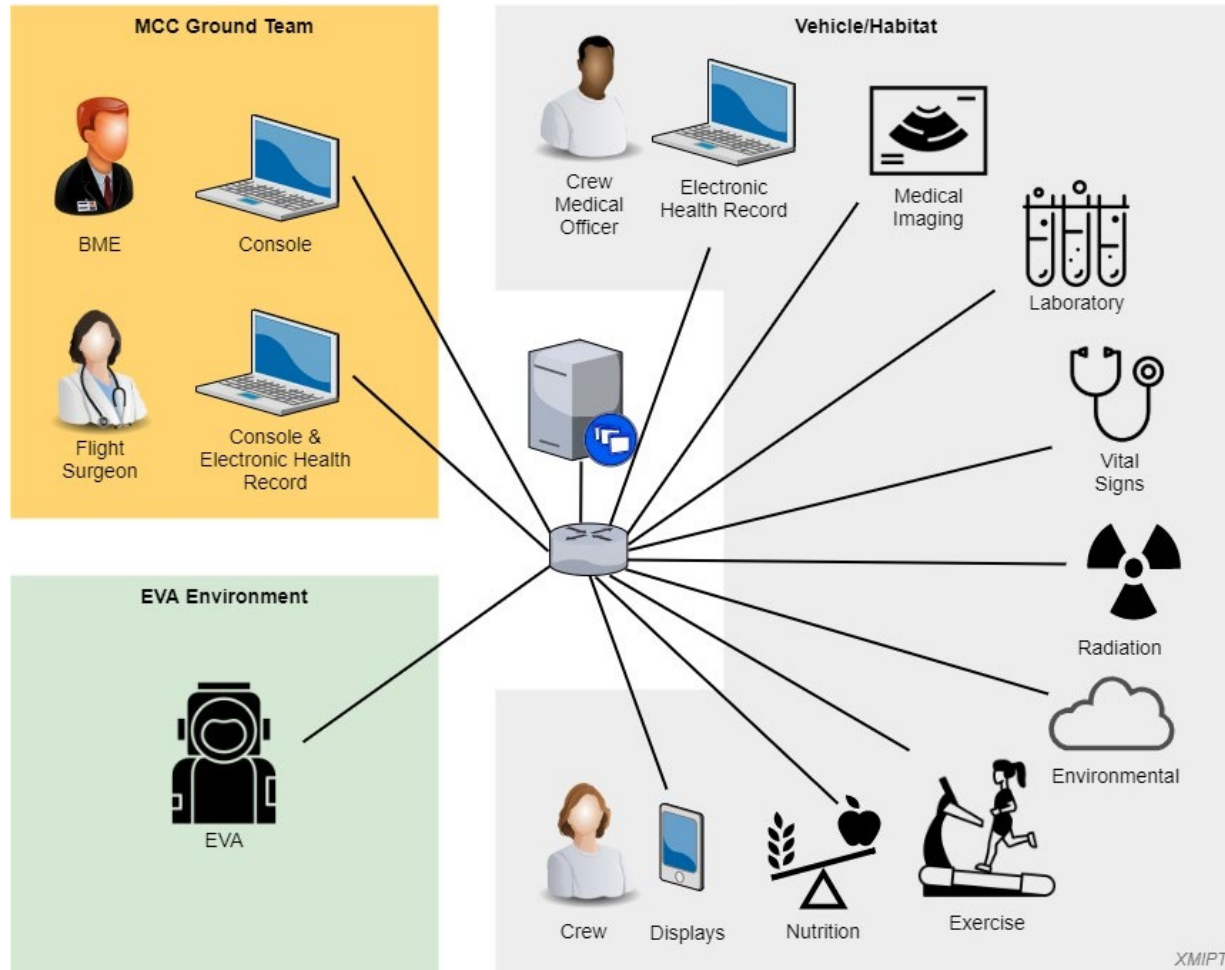 MCC Ground Team
BME
Console
Flight
Surgeon
Console &
Electronic Health
Record
EVA Environment
EVA
Vehicle/Habitat
Crew
Medical
Officer
Electronic
Health Record
Medical
Imaging
Laboratory
Vital
Signs
Radiation
Environmental
Exercise
Nutrition
Displays
Crew
XMIPT